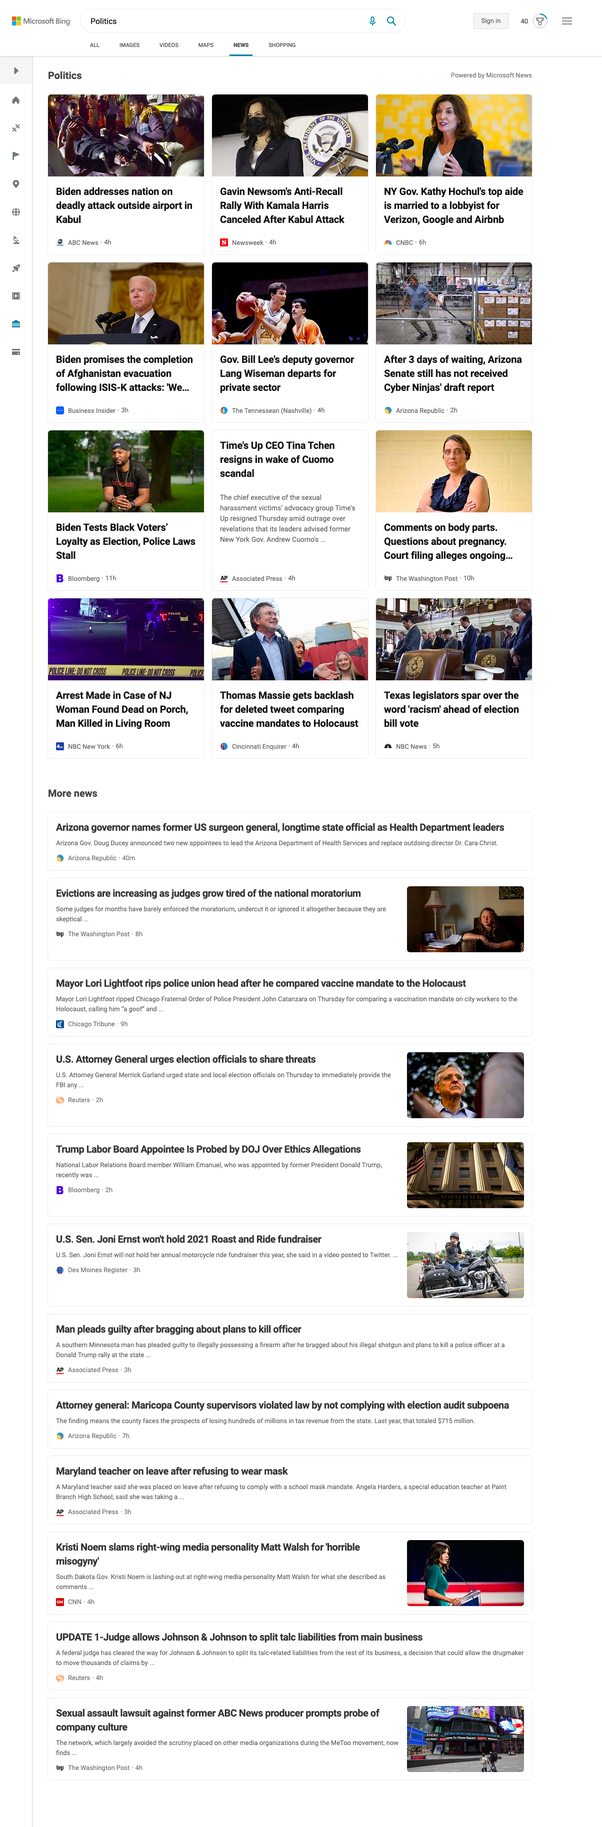 Microsoft Bing
Politics
Sign in
40
ALL
IMAGES
VIDEOS
MAPS
NEWS
SHOPPING
Politics
Powered by Microsoft News
Biden addresses nation on
deadly attack outside airport in
Kabul
ABC News · 4h
Gavin Newsom's Anti-Recall
Rally With Kamala Harris
Canceled After Kabul Attack
Newsweek · 4h
NY Gov. Kathy Hochul's top aide
is married to a lobbyist for
Verizon, Google and Airbnb
CNBC · 6h
Biden promises the completion
of Afghanistan evacuation
following ISIS-K attacks: 'We...
Business Insider · 3h
Gov. Bill Lee's deputy governor
Lang Wiseman departs for
private sector
The Tennessean (Nashville) · 4h
After 3 days of waiting, Arizona
Senate still has not received
Cyber Ninjas' draft report
Arizona Republic · 2h
Biden Tests Black Voters'
Loyalty as Election, Police Laws
Stall
Bloomberg · 11h
Time's Up CEO Tina Tchen
resigns in wake of Cuomo
scandal
The chief executive of the sexual
harassment victims' advocacy group Time's
Up resigned Thursday amid outrage over
revelations that its leaders advised former
New York Gov. Andrew Cuomo's ...
AP Associated Press · 4h
Comments on body parts.
Questions about pregnancy.
Court filing alleges ongoing...
wp The Washington Post · 10h
POLICE LINE: DO NOT CROSS
POLICE LINE: DO NOT CROSS
Arrest Made in Case of NJ
Woman Found Dead on Porch,
Man Killed in Living Room
NBC New York · 6h
Thomas Massie gets backlash
for deleted tweet comparing
vaccine mandates to Holocaust
Cincinnati Enquirer · 4h
Texas legislators spar over the
word 'racism' ahead of election
bill vote
NBC News · 5h
More news
Arizona governor names former US surgeon general, longtime state official as Health Department leaders
Arizona Gov. Doug Ducey announced two new appointees to lead the Arizona Department of Health Services and replace outgoing director Dr. Cara Christ.
Arizona Republic · 40m
Evictions are increasing as judges grow tired of the national moratorium
Some judges for months have barely enforced the moratorium, undercut it or ignored it altogether because they are
skeptical ...
wp The Washington Post · 8h
Mayor Lori Lightfoot rips police union head after he compared vaccine mandate to the Holocaust
Mayor Lori Lightfoot ripped Chicago Fraternal Order of Police President John Catanzara on Thursday for comparing a vaccination mandate on city workers to the
Holocaust, calling him "a goof" and ...
Chicago Tribune · 9h
U.S. Attorney General urges election officials to share threats
U.S. Attorney General Merrick Garland urged state and local election officials on Thursday to immediately provide the
FBI any ...
Reuters · 2h
Trump Labor Board Appointee Is Probed by DOJ Over Ethics Allegations
National Labor Relations Board member William Emanuel, who was appointed by former President Donald Trump,
recently was ...
Bloomberg · 2h
U.S. Sen. Joni Ernst won't hold 2021 Roast and Ride fundraiser
U.S. Sen. Joni Ernst will not hold her annual motorcycle ride fundraiser this year, she said in a video posted to Twitter. ...
Des Moines Register · 3h
Man pleads guilty after bragging about plans to kill officer
A southern Minnesota man has pleaded guilty to illegally possessing a firearm after he bragged about his illegal shotgun and plans to kill a police officer at a
Donald Trump rally at the state ...
AP Associated Press · 3h
Attorney general: Maricopa County supervisors violated law by not complying with election audit subpoena
The finding means the county faces the prospects of losing hundreds of millions in tax revenue from the state. Last year, that totaled $715 million.
Arizona Republic · 7h
Maryland teacher on leave after refusing to wear mask
A Maryland teacher said she was placed on leave after refusing to comply with a school mask mandate. Angela Harders, a special education teacher at Paint
Branch High School, said she was taking a ...
AP Associated Press · 3h
Kristi Noem slams right-wing media personality Matt Walsh for 'horrible
misogyny'
South Dakota Gov. Kristi Noem is lashing out at right-wing media personality Matt Walsh for what she described as
comments ...
CNN · 4h
UPDATE 1-Judge allows Johnson & Johnson to split talc liabilities from main business
A federal judge has cleared the way for Johnson & Johnson to split its talc-related liabilities from the rest of its business, a decision that could allow the drugmaker
to move thousands of claims by ...
Reuters · 4h
Sexual assault lawsuit against former ABC News producer prompts probe of
company culture
The network, which largely avoided the scrutiny placed on other media organizations during the MeToo movement, now
finds ...
wp The Washington Post · 4h